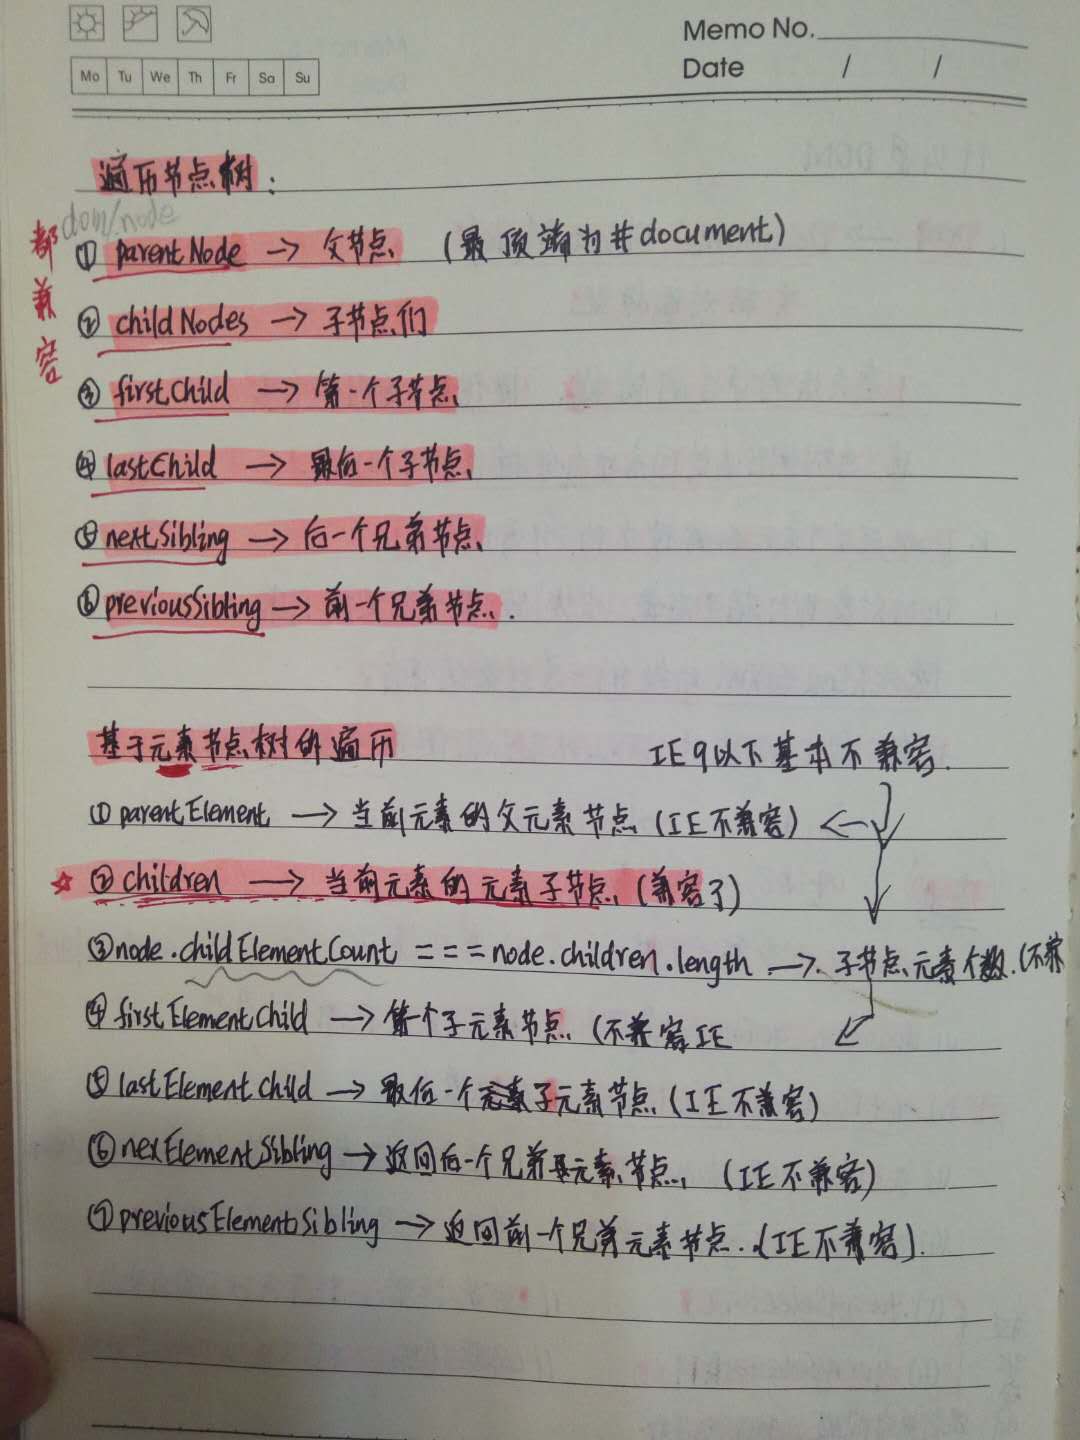 Memo No.
Date / /
Mo Tu We Th Fr Sa Su
遍历节点树:
dom/node
都兼容
① parentNode → 父节点 (最顶端为#document)
② childNodes → 子节点们
③ firstChild → 第一个子节点
④ lastChild → 最后一个子节点
⑤ nextSibling → 后一个兄弟节点
⑥ previousSibling → 前一个兄弟节点.
基于元素节点树的遍历
IE9以下基本不兼容.
① parentElement → 当前元素的父元素节点 (IE不兼容) ←
☆ ② children → 当前元素的元素子节点 (兼容了)
③ node.childElementCount === node.children.length → 子节点元素个数.(不兼
④ firstElementChild → 第一个子元素节点 (不兼容IE
⑤ lastElementChild → 最后一个子元素节点 (IE不兼容)
⑥ nexElementSibling → 返回后一个兄弟元素节点, (IE不兼容)
⑦ previousElementSibling → 返回前一个兄弟元素节点. (IE不兼容).